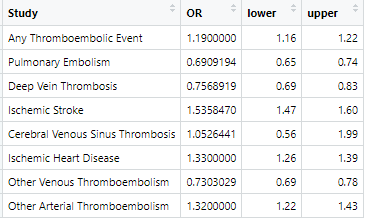 Study OR lower upper
Any Thromboembolic Event 1.1900000 1.16 1.22
Pulmonary Embolism 0.6909194 0.65 0.74
Deep Vein Thrombosis 0.7568919 0.69 0.83
Ischemic Stroke 1.5358470 1.47 1.60
Cerebral Venous Sinus Thrombosis 1.0526441 0.56 1.99
Ischemic Heart Disease 1.3300000 1.26 1.39
Other Venous Thromboembolism 0.7303029 0.69 0.78
Other Arterial Thromboembolism 1.3200000 1.22 1.43